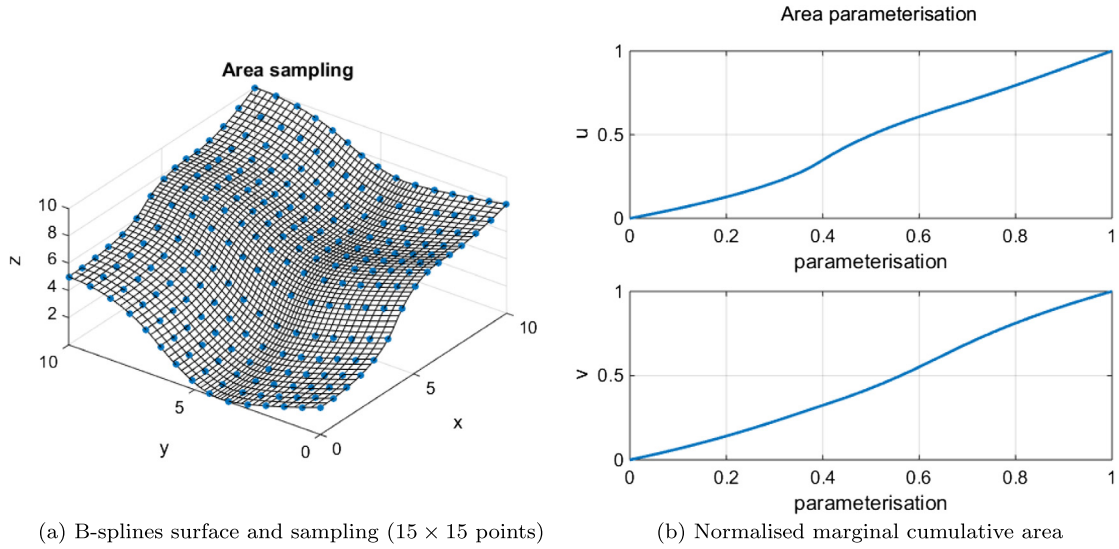 Area sampling
10
8
6
4
2
z
10
5
0
y
0
5
10
x
(a) B-splines surface and sampling (15 × 15 points)
Area parameterisation
1
0.5
0
u
0 0.2 0.4 0.6 0.8 1
parameterisation
1
0.5
0
v
0 0.2 0.4 0.6 0.8 1
parameterisation
(b) Normalised marginal cumulative area